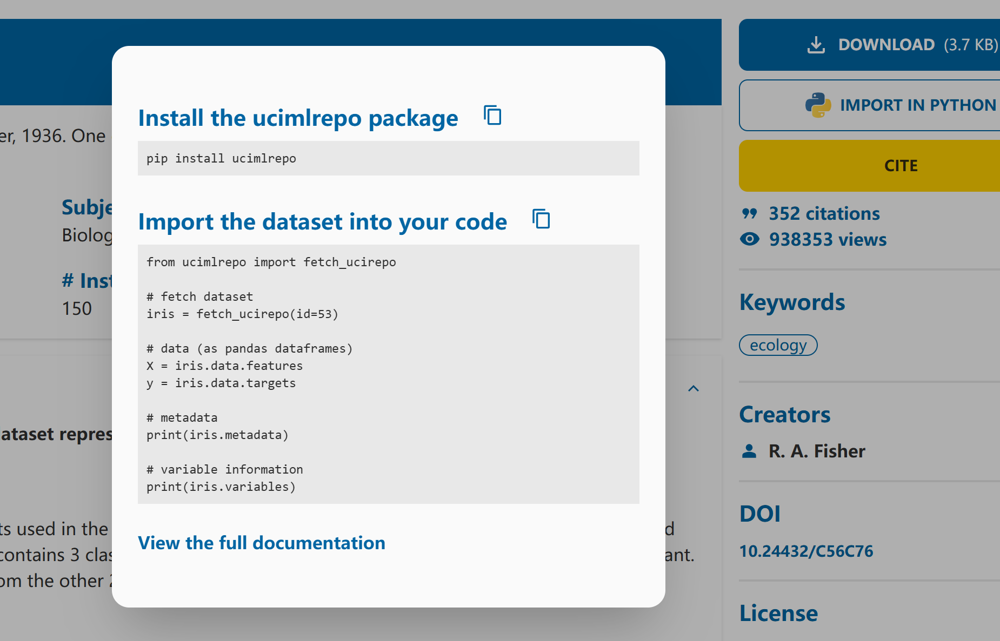 DOWNLOAD (3.7 KB)
IMPORT IN PYTHON
CITE
352 citations
938353 views
Keywords
ecology
Creators
R. A. Fisher
DOI
10.24432/C56C76
License
Install the ucimlrepo package
pip install ucimlrepo
Import the dataset into your code
from ucimlrepo import fetch_ucirepo
# fetch dataset
iris = fetch_ucirepo(id=53)
# data (as pandas dataframes)
X = iris.data.features
y = iris.data.targets
# metadata
print(iris.metadata)
# variable information
print(iris.variables)
View the full documentation
er, 1936. One
Subje
Biolog
# Inst
150
ataset repres
ts used in the
d
contains 3 clas
ant.
om the other